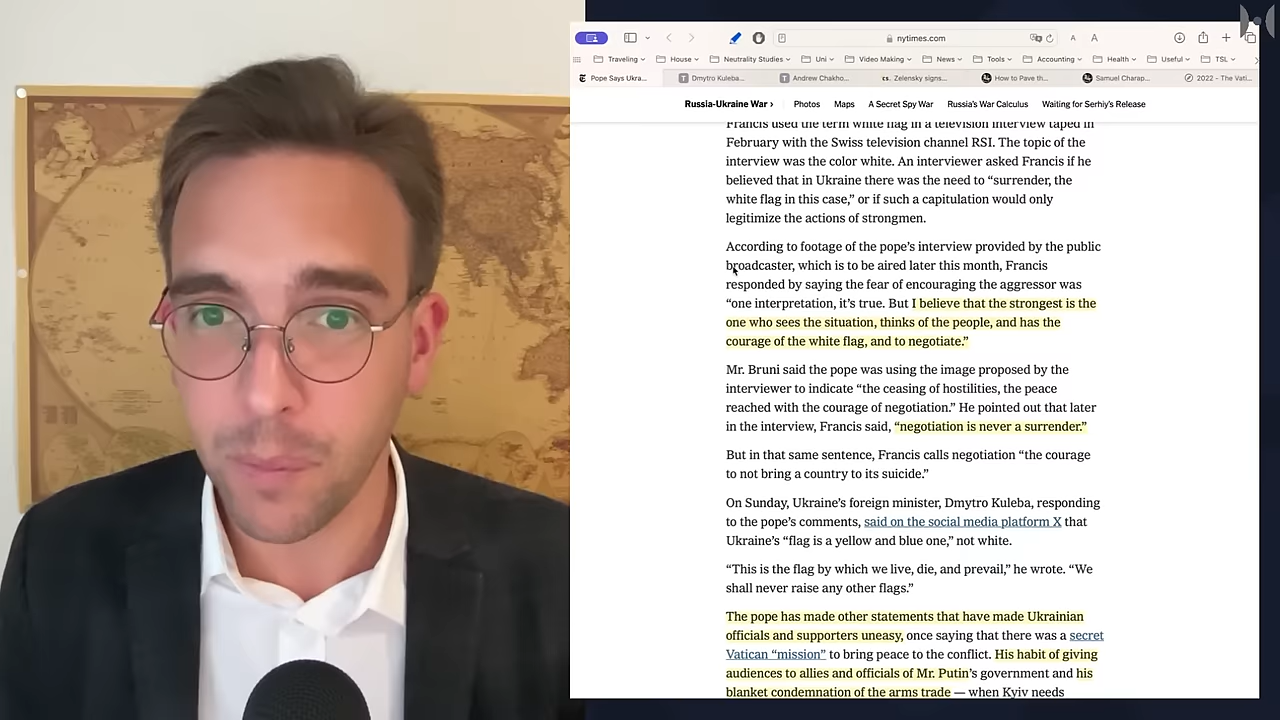 nytimes.com
A
A
Traveling
House
Neutrality Studies
Uni
Video Making
News
Tools
Accounting
Health
Useful
TSL
Pope Says Ukra...
Dmytro Kuleba...
Andrew Chakho...
cs. Zelensky signs...
How to Pave th...
Samuel Charap...
2022 - The Vati...
Russia-Ukraine War ›
Photos
Maps
A Secret Spy War
Russia's War Calculus
Waiting for Serhiy's Release
Francis used the term white flag in a television interview taped in
February with the Swiss television channel RSI. The topic of the
interview was the color white. An interviewer asked Francis if he
believed that in Ukraine there was the need to “surrender, the
white flag in this case,” or if such a capitulation would only
legitimize the actions of strongmen.
According to footage of the pope’s interview provided by the public
broadcaster, which is to be aired later this month, Francis
responded by saying the fear of encouraging the aggressor was
“one interpretation, it’s true. But I believe that the strongest is the
one who sees the situation, thinks of the people, and has the
courage of the white flag, and to negotiate.”
Mr. Bruni said the pope was using the image proposed by the
interviewer to indicate “the ceasing of hostilities, the peace
reached with the courage of negotiation.” He pointed out that later
in the interview, Francis said, “negotiation is never a surrender.”
But in that same sentence, Francis calls negotiation “the courage
to not bring a country to its suicide.”
On Sunday, Ukraine’s foreign minister, Dmytro Kuleba, responding
to the pope’s comments, said on the social media platform X that
Ukraine’s “flag is a yellow and blue one,” not white.
“This is the flag by which we live, die, and prevail,” he wrote. “We
shall never raise any other flags.”
The pope has made other statements that have made Ukrainian
officials and supporters uneasy, once saying that there was a secret
Vatican “mission” to bring peace to the conflict. His habit of giving
audiences to allies and officials of Mr. Putin’s government and his
blanket condemnation of the arms trade — when Kyiv needs